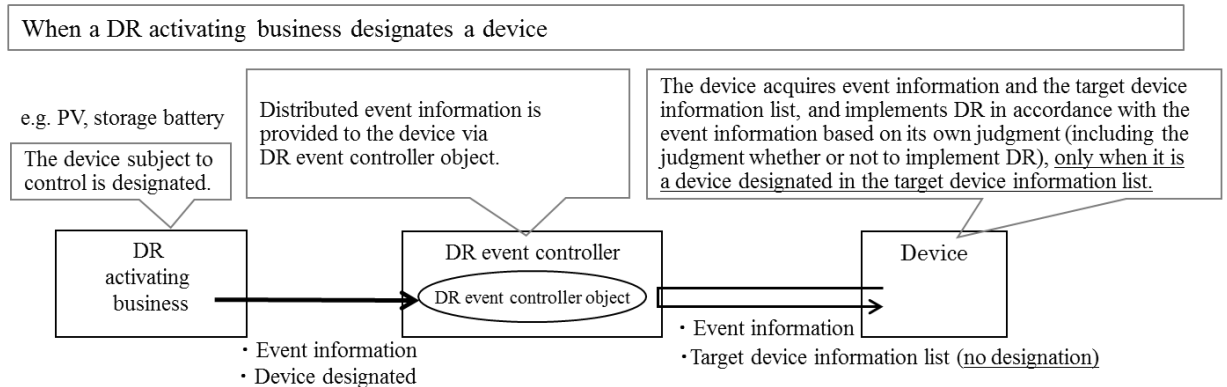 When a DR activating business designates a device
e.g. PV, storage battery
The device subject to
control is designated.
Distributed event information is
provided to the device via
DR event controller object.
The device acquires event information and the target device
information list, and implements DR in accordance with the
event information based on its own judgment (including the
judgment whether or not to implement DR), only when it is
a device designated in the target device information list.
DR
activating
business
DR event controller
DR event controller object
Device
・Event information
・Device designated
・Event information
・Target device information list (no designation)